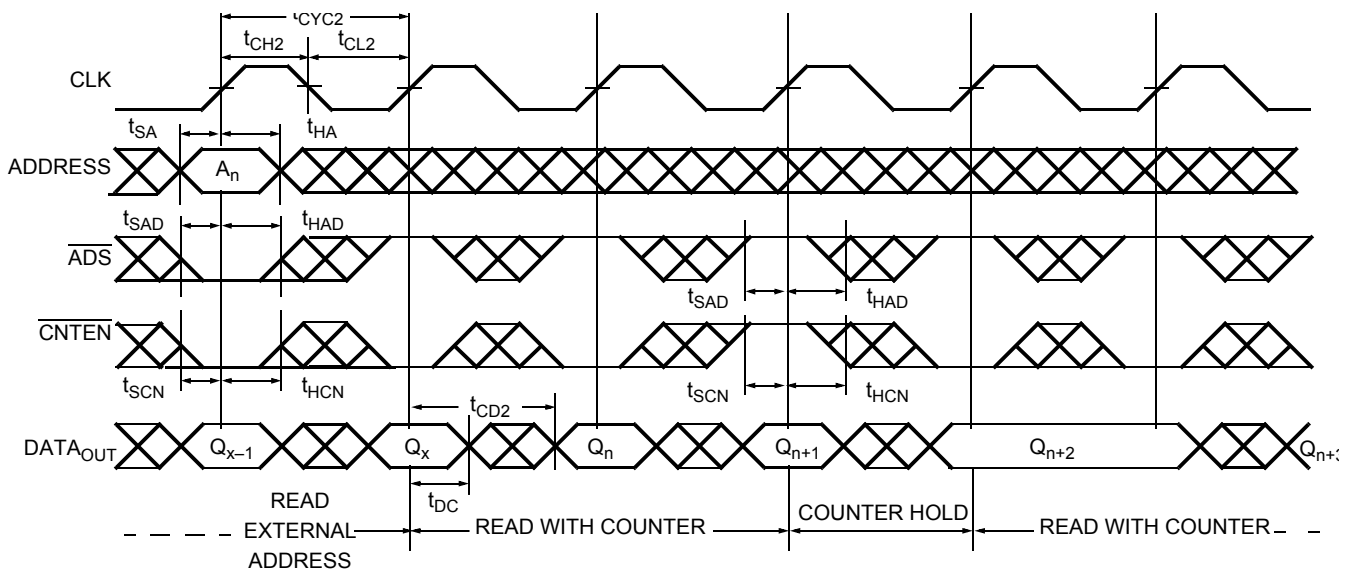 tCYC2
tCH2 tCL2
CLK
tSA tHA
ADDRESS An
tSAD tHAD
ADS
tSAD tHAD
CNTEN
tSCN tHCN tSCN tHCN
tCD2
DATAOUT Qx–1 Qx Qn Qn+1 Qn+2 Qn+3
tDC
READ EXTERNAL ADDRESS
READ WITH COUNTER
COUNTER HOLD
READ WITH COUNTER